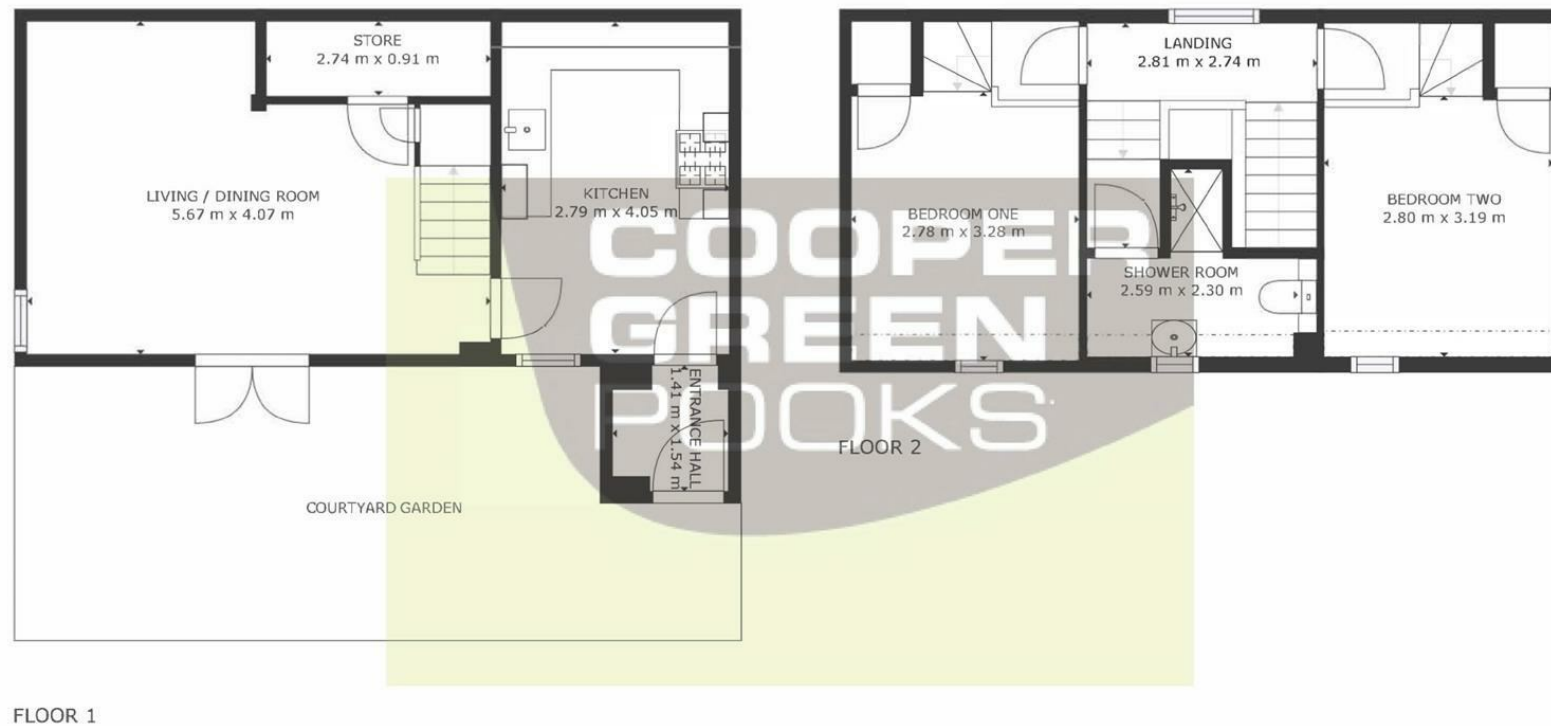 STORE
2.74 m x 0.91 m
LIVING / DINING ROOM
5.67 m x 4.07 m
KITCHEN
2.79 m x 4.05 m
ENTRANCE HALL
1.41 m x 1.54 m
COURTYARD GARDEN
FLOOR 1
LANDING
2.81 m x 2.74 m
BEDROOM ONE
2.78 m x 3.28 m
BEDROOM TWO
2.80 m x 3.19 m
SHOWER ROOM
2.59 m x 2.30 m
FLOOR 2
COOPER
GREEN
POOKS